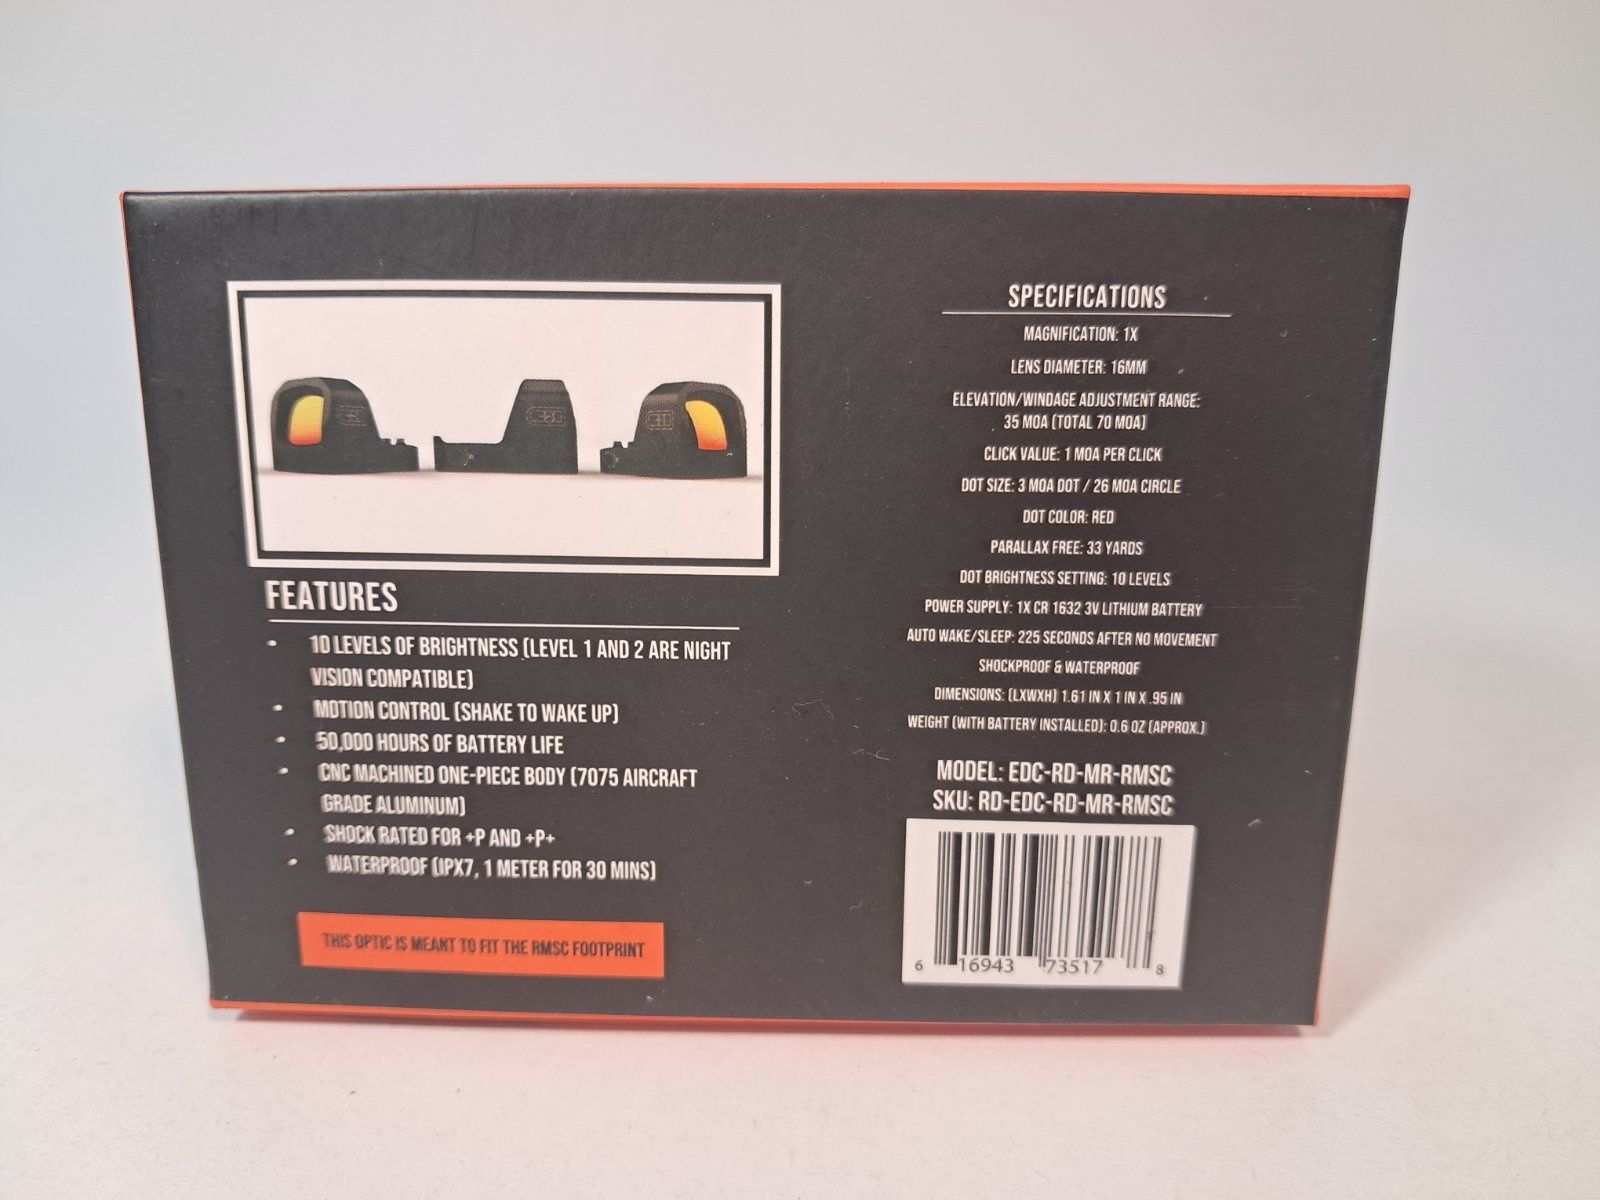 FEATURES
• 10 LEVELS OF BRIGHTNESS (LEVEL 1 AND 2 ARE NIGHT
VISION COMPATIBLE)
• MOTION CONTROL (SHAKE TO WAKE UP)
• 50,000 HOURS OF BATTERY LIFE
• CNC MACHINED ONE-PIECE BODY (7075 AIRCRAFT
GRADE ALUMINUM)
• SHOCK RATED FOR +P AND +P+
• WATERPROOF (IPX7, 1 METER FOR 30 MINS)
THIS OPTIC IS MEANT TO FIT THE RMSC FOOTPRINT
SPECIFICATIONS
MAGNIFICATION: 1X
LENS DIAMETER: 16MM
ELEVATION/WINDAGE ADJUSTMENT RANGE:
35 MOA (TOTAL 70 MOA)
CLICK VALUE: 1 MOA PER CLICK
DOT SIZE: 3 MOA DOT / 26 MOA CIRCLE
DOT COLOR: RED
PARALLAX FREE: 33 YARDS
DOT BRIGHTNESS SETTING: 10 LEVELS
POWER SUPPLY: 1X CR 1632 3V LITHIUM BATTERY
AUTO WAKE/SLEEP: 225 SECONDS AFTER NO MOVEMENT
SHOCKPROOF & WATERPROOF
DIMENSIONS: (LXWXH) 1.61 IN X 1 IN X .95 IN
WEIGHT (WITH BATTERY INSTALLED): 0.6 OZ (APPROX.)
MODEL: EDC-RD-MR-RMSC
SKU: RD-EDC-RD-MR-RMSC
6 16943 73517 8